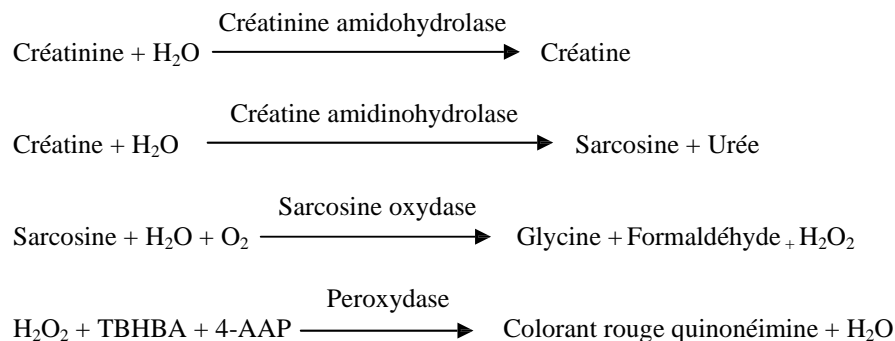 Créatinine amidohydrolase
Créatinine + H₂O Créatine
Créatine amidinohydrolase
Créatine + H₂O Sarcosine + Urée
Sarcosine oxydase
Sarcosine + H₂O + O₂ Glycine + Formaldéhyde + H₂O₂
Peroxydase
H₂O₂ + TBHBA + 4-AAP Colorant rouge quinonéimine + H₂O